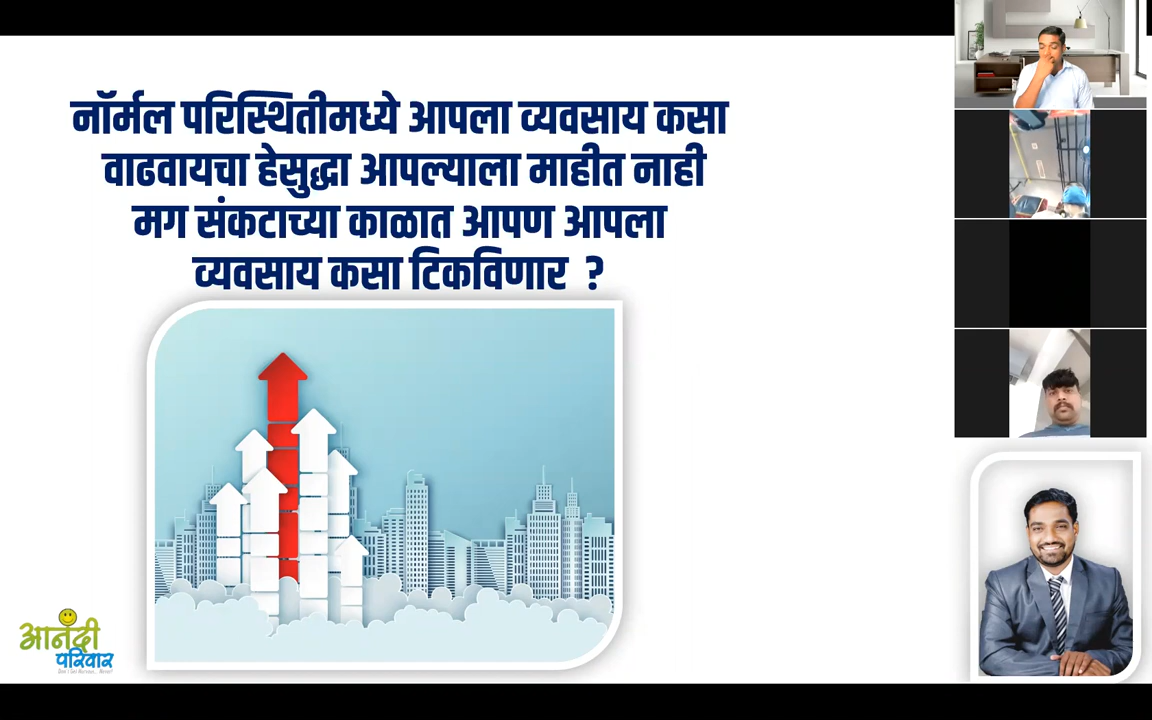 नॉर्मल परिस्थितीमध्ये आपला व्यवसाय कसा
वाढवायचा हेसुद्धा आपल्याला माहीत नाही
मग संकटाच्या काळात आपण आपला
व्यवसाय कसा टिकविणार ?
आनंदी
परिवार